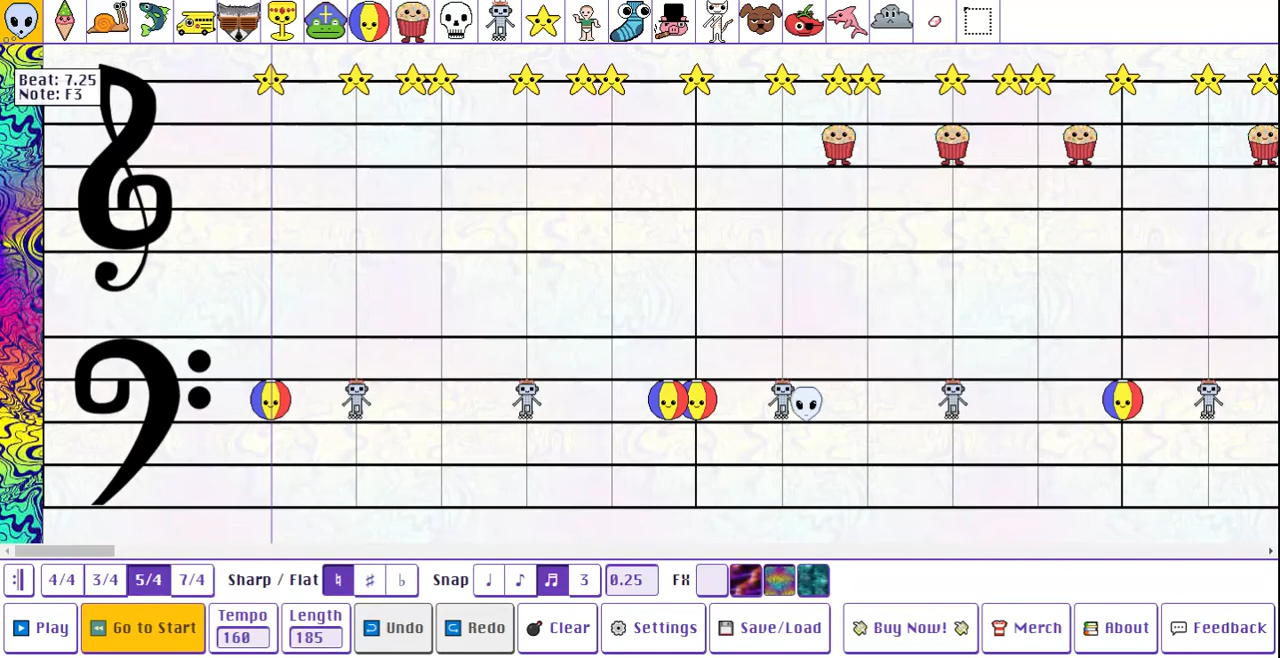 Beat: 7.25
Note: F3
4/4 3/4 5/4 7/4 Sharp / Flat ♮ ♯ ♭ Snap ♩ ♪ ♬ 3 0.25 FX
Play Go to Start Tempo 160 Length 185 Undo Redo Clear Settings Save/Load Buy Now! Merch About Feedback